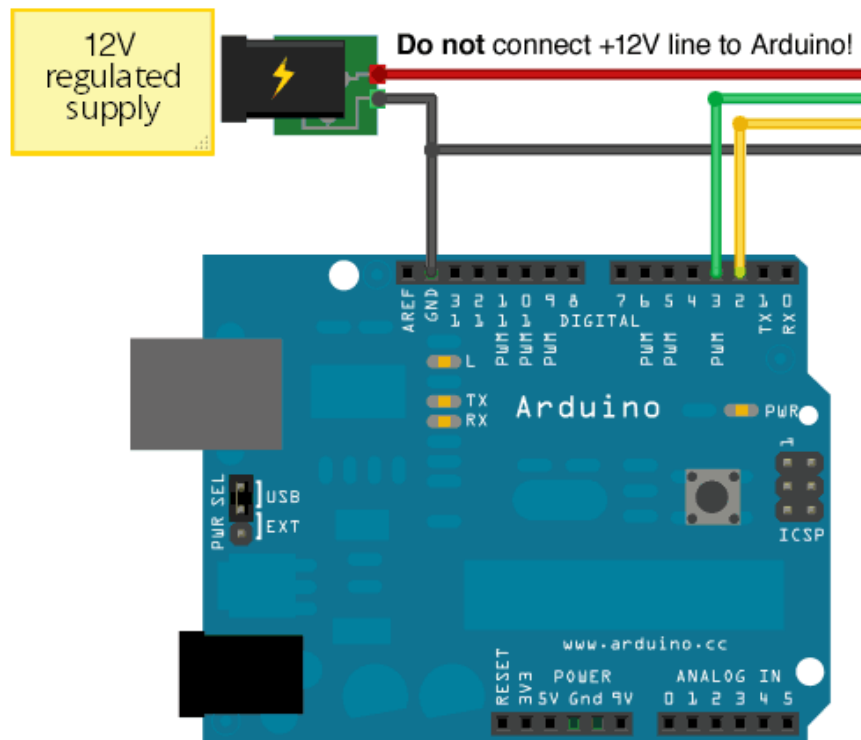 12V
regulated
supply
Do not connect +12V line to Arduino!
AREF
GND
13
12
11
10
9
8
7
6
5
4
3
2
1
0
PWM
PWM
PWM
PWM
PWM
PWM
TX
RX
DIGITAL
L
TX
RX
Arduino
PWR
1
ICSP
PWR SEL
USB
EXT
www.arduino.cc
POWER
ANALOG IN
RESET
3V3
5V
Gnd
9V
0
1
2
3
4
5